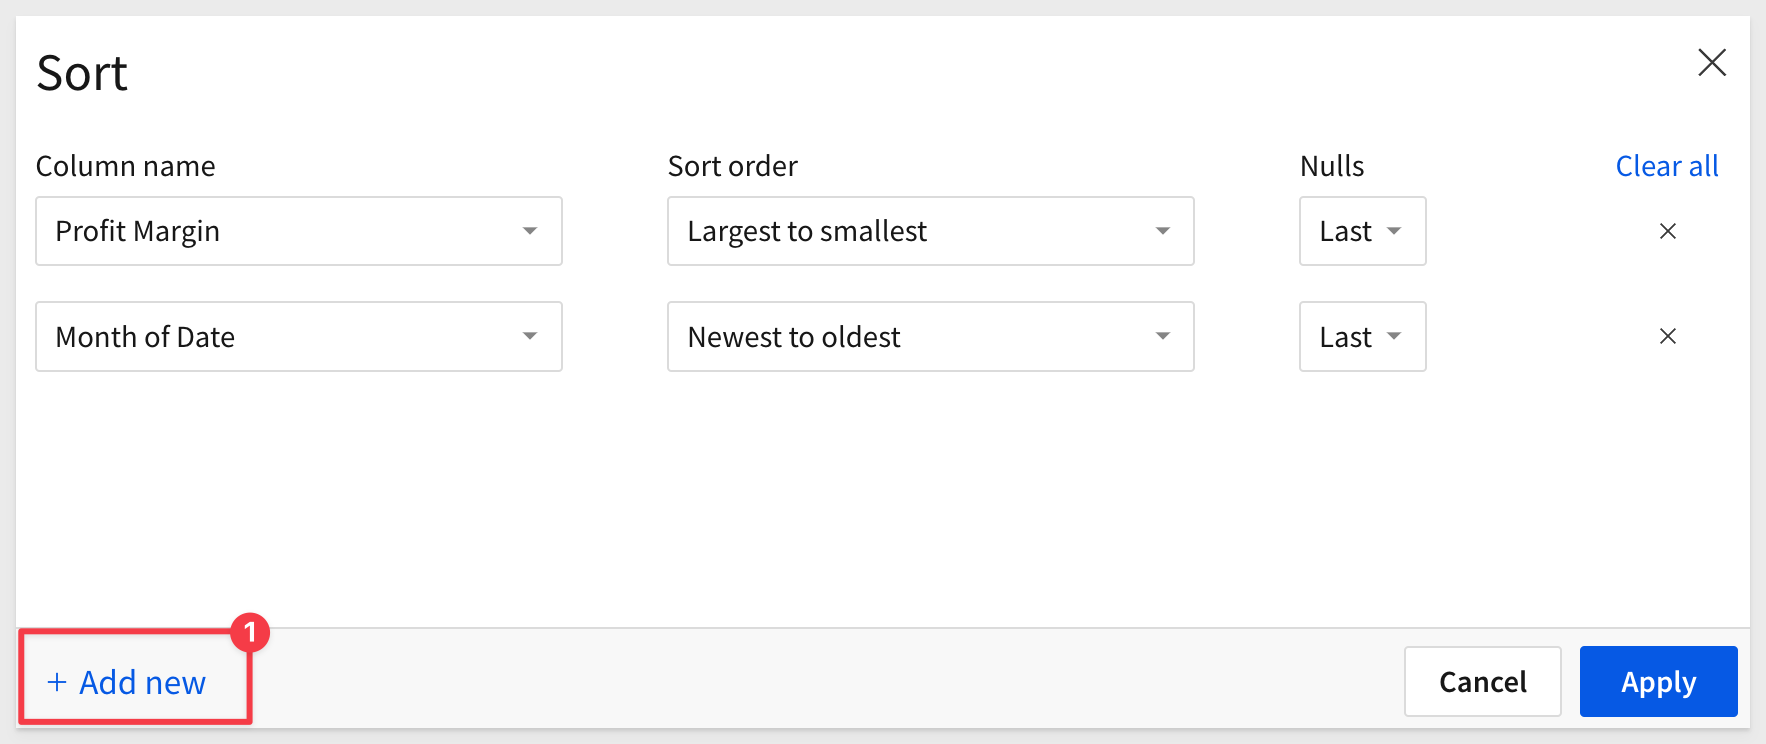 Sort
Column name Sort order Nulls Clear all
Profit Margin Largest to smallest Last
Month of Date Newest to oldest Last
1
+ Add new Cancel Apply